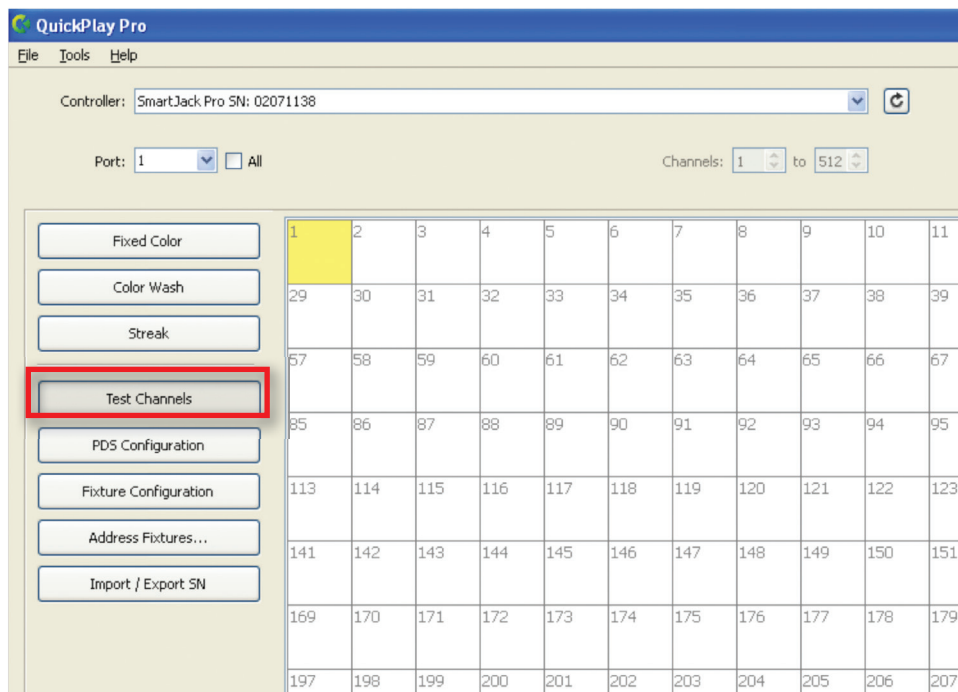 QuickPlay Pro
File Tools Help
Controller: SmartJack Pro SN: 02071138
Port: 1 All Channels: 1 to 512
Fixed Color
Color Wash
Streak
Test Channels
PDS Configuration
Fixture Configuration
Address Fixtures...
Import / Export SN
1 2 3 4 5 6 7 8 9 10 11
29 30 31 32 33 34 35 36 37 38 39
57 58 59 60 61 62 63 64 65 66 67
85 86 87 88 89 90 91 92 93 94 95
113 114 115 116 117 118 119 120 121 122 123
141 142 143 144 145 146 147 148 149 150 151
169 170 171 172 173 174 175 176 177 178 179
197 198 199 200 201 202 203 204 205 206 207